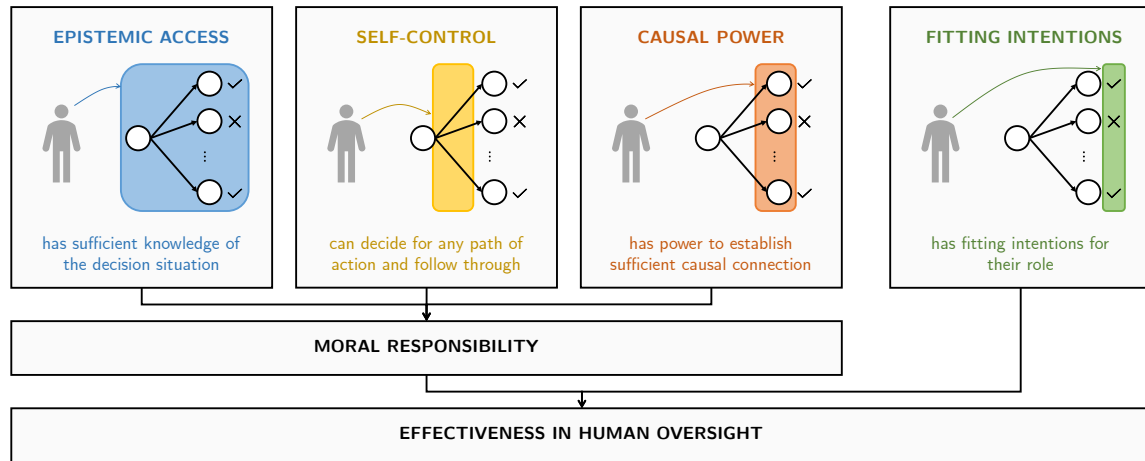 EPISTEMIC ACCESS
has sufficient knowledge of
the decision situation
SELF-CONTROL
can decide for any path of
action and follow through
CAUSAL POWER
has power to establish
sufficient causal connection
FITTING INTENTIONS
has fitting intentions for
their role
MORAL RESPONSIBILITY
EFFECTIVENESS IN HUMAN OVERSIGHT